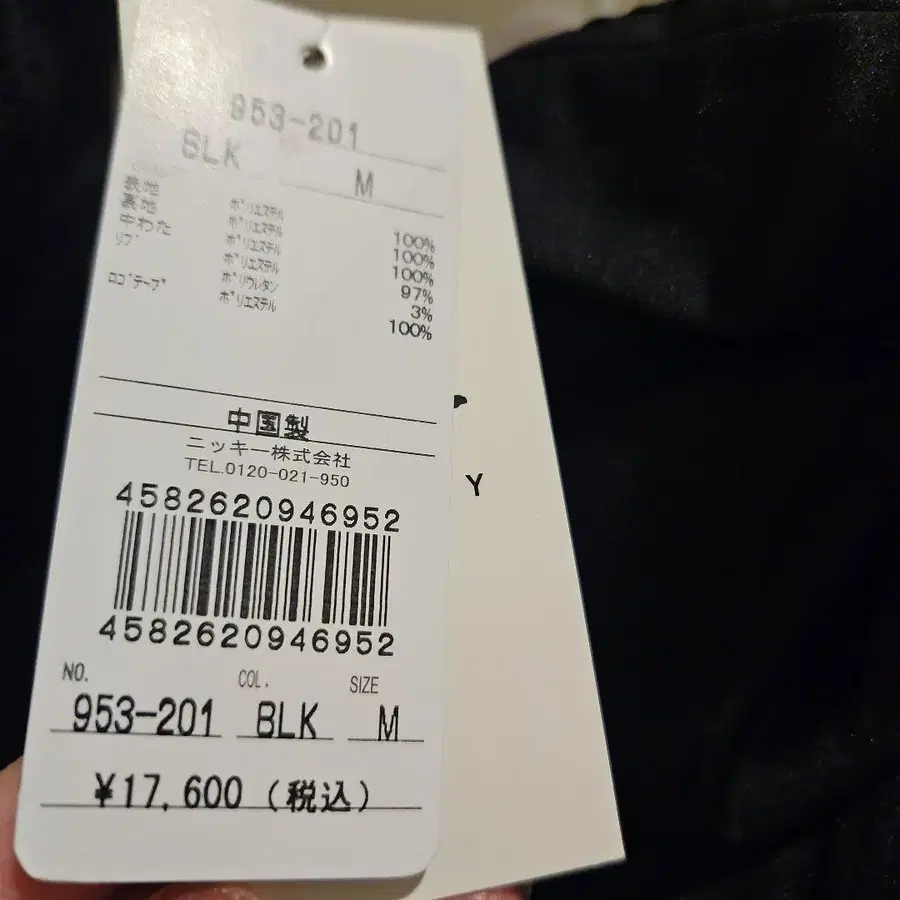 953-201
BLK M
表地 ポリエステル 100%
裏地 ポリエステル 100%
中わた ポリエステル 100%
リブ ポリエステル 97%
ポリウレタン 3%
ロゴテープ ポリエステル 100%
中国製
ニッキー株式会社
TEL.0120-021-950
4582620946952
4582620946952
NO. COL. SIZE
953-201 BLK M
¥17,600 (税込)
Y